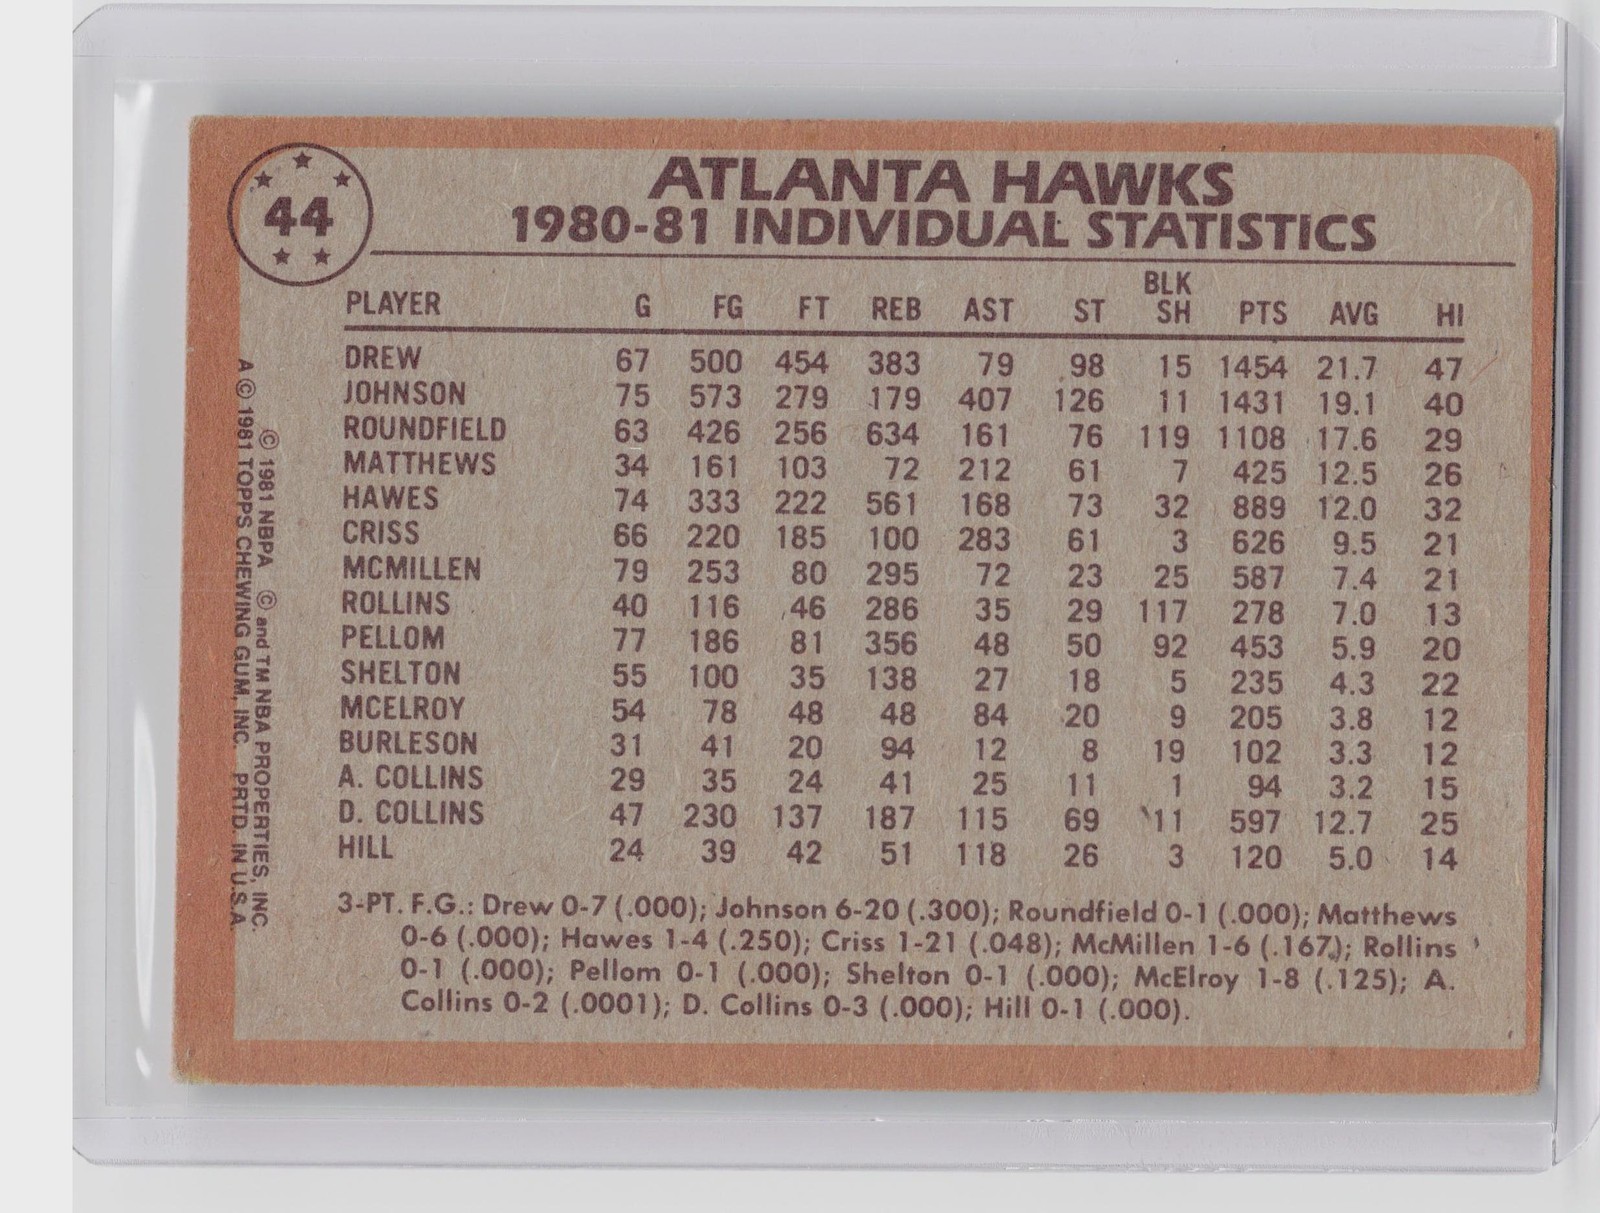 44
ATLANTA HAWKS
1980-81 INDIVIDUAL STATISTICS
PLAYER G FG FT REB AST ST BLK SH PTS AVG HI
DREW 67 500 454 383 79 98 15 1454 21.7 47
JOHNSON 75 573 279 179 407 126 11 1431 19.1 40
ROUNDFIELD 63 426 256 634 161 76 119 1108 17.6 29
MATTHEWS 34 161 103 72 212 61 7 425 12.5 26
HAWES 74 333 222 561 168 73 32 889 12.0 32
CRISS 66 220 185 100 283 61 3 626 9.5 21
MCMILLEN 79 253 80 295 72 23 25 587 7.4 21
ROLLINS 40 116 46 286 35 29 117 278 7.0 13
PELLOM 77 186 81 356 48 50 92 453 5.9 20
SHELTON 55 100 35 138 27 18 5 235 4.3 22
MCELROY 54 78 48 48 84 20 9 205 3.8 12
BURLESON 31 41 20 94 12 8 19 102 3.3 12
A. COLLINS 29 35 24 41 25 11 1 94 3.2 15
D. COLLINS 47 230 137 187 115 69 11 597 12.7 25
HILL 24 39 42 51 118 26 3 120 5.0 14
3-PT. F.G.: Drew 0-7 (.000); Johnson 6-20 (.300); Roundfield 0-1 (.000); Matthews
0-6 (.000); Hawes 1-4 (.250); Criss 1-21 (.048); McMillen 1-6 (.167); Rollins
0-1 (.000); Pellom 0-1 (.000); Shelton 0-1 (.000); McElroy 1-8 (.125); A.
Collins 0-2 (.0001); D. Collins 0-3 (.000); Hill 0-1 (.000).
© 1981 NBPA © and TM NBA PROPERTIES, INC.
A © 1981 TOPPS CHEWING GUM, INC. PRTD. IN U.S.A.